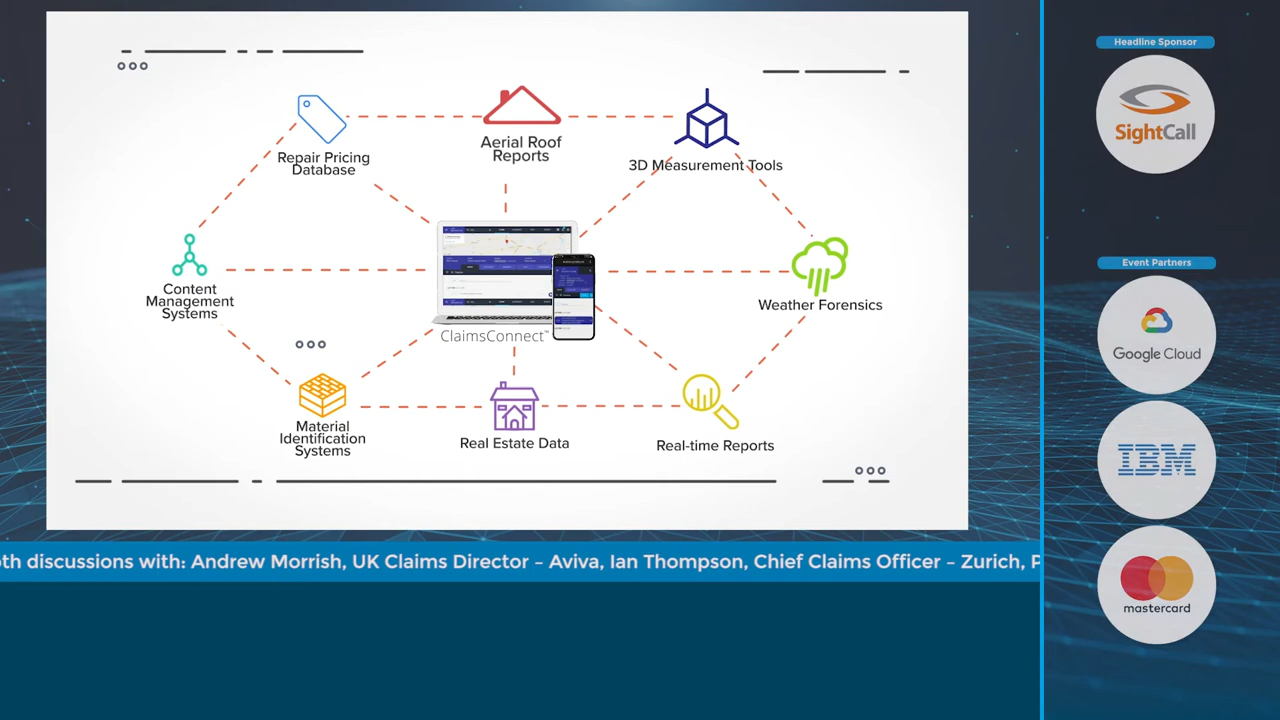 Headline Sponsor
SightCall
Aerial Roof
Reports
Repair Pricing
Database
3D Measurement Tools
Content
Management
Systems
Weather Forensics
ClaimsConnect™
Material
Identification
Systems
Real Estate Data
Real-time Reports
Event Partners
Google Cloud
IBM
mastercard
oth discussions with: Andrew Morrish, UK Claims Director – Aviva, Ian Thompson, Chief Claims Officer – Zurich, P